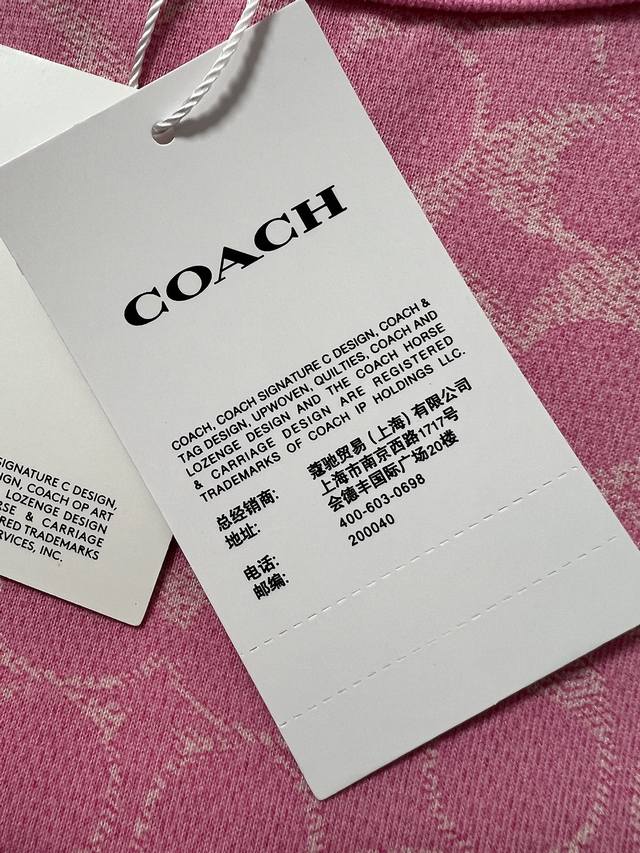 COACH
COACH, COACH SIGNATURE C DESIGN, COACH &
TAG DESIGN, UPWOVEN, QUILTIES, COACH AND
LOZENGE DESIGN AND THE COACH HORSE
& CARRIAGE DESIGN ARE REGISTERED
TRADEMARKS OF COACH IP HOLDINGS LLC.
总经销商: 蔻驰贸易(上海)有限公司
地址: 上海市南京西路1717号
会德丰国际广场20楼
电话: 400-603-0698
邮编: 200040
SIGNATURE C DESIGN,
GN, COACH OP ART
LOZENGE DESIGN
RSE & CARRIAGE
RED TRADEMARKS
RVICES, INC.